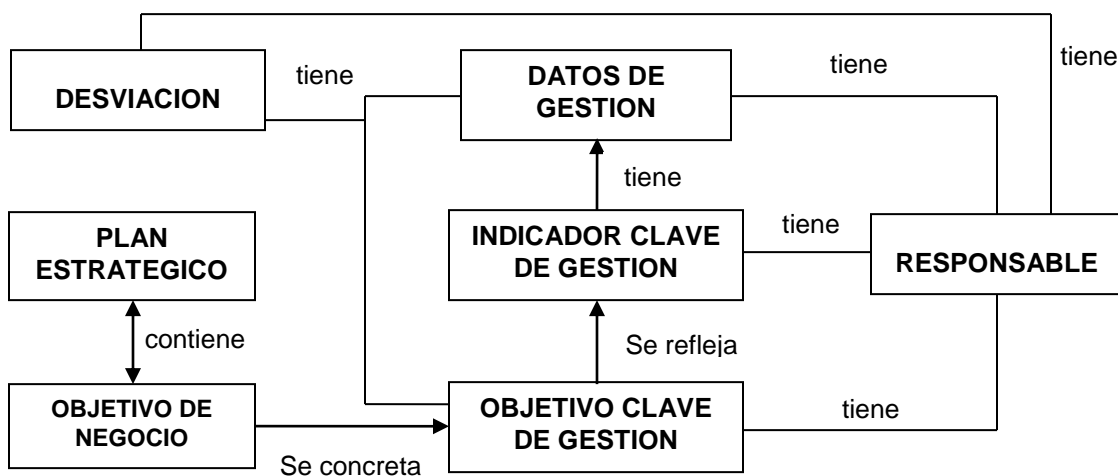 tiene
tiene
tiene
DESVIACION
DATOS DE
GESTION
tiene
PLAN
ESTRATEGICO
INDICADOR CLAVE
DE GESTION
tiene
RESPONSABLE
contiene
Se refleja
OBJETIVO DE
NEGOCIO
OBJETIVO CLAVE
DE GESTION
tiene
Se concreta